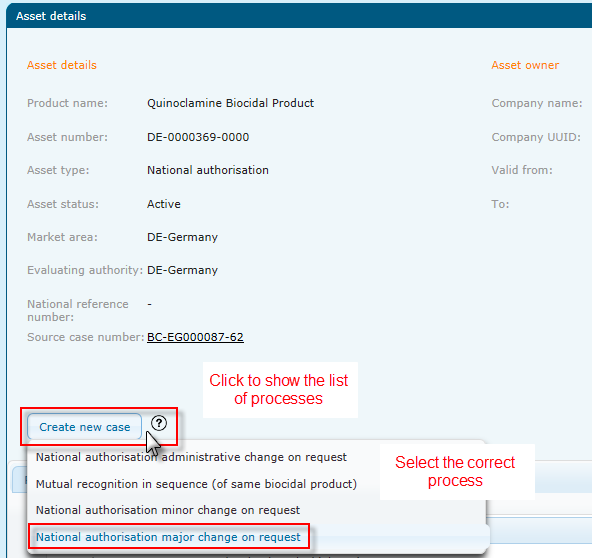 Asset details
Asset details
Asset owner
Product name: Quinoclamine Biocidal Product
Company name:
Asset number: DE-0000369-0000
Company UUID:
Asset type: National authorisation
Valid from:
Asset status: Active
To:
Market area: DE-Germany
Evaluating authority: DE-Germany
National reference number: -
Source case number: BC-EG000087-62
Click to show the list
of processes
Create new case ?
National authorisation administrative change on request
Mutual recognition in sequence (of same biocidal product)
National authorisation minor change on request
National authorisation major change on request
Select the correct
process